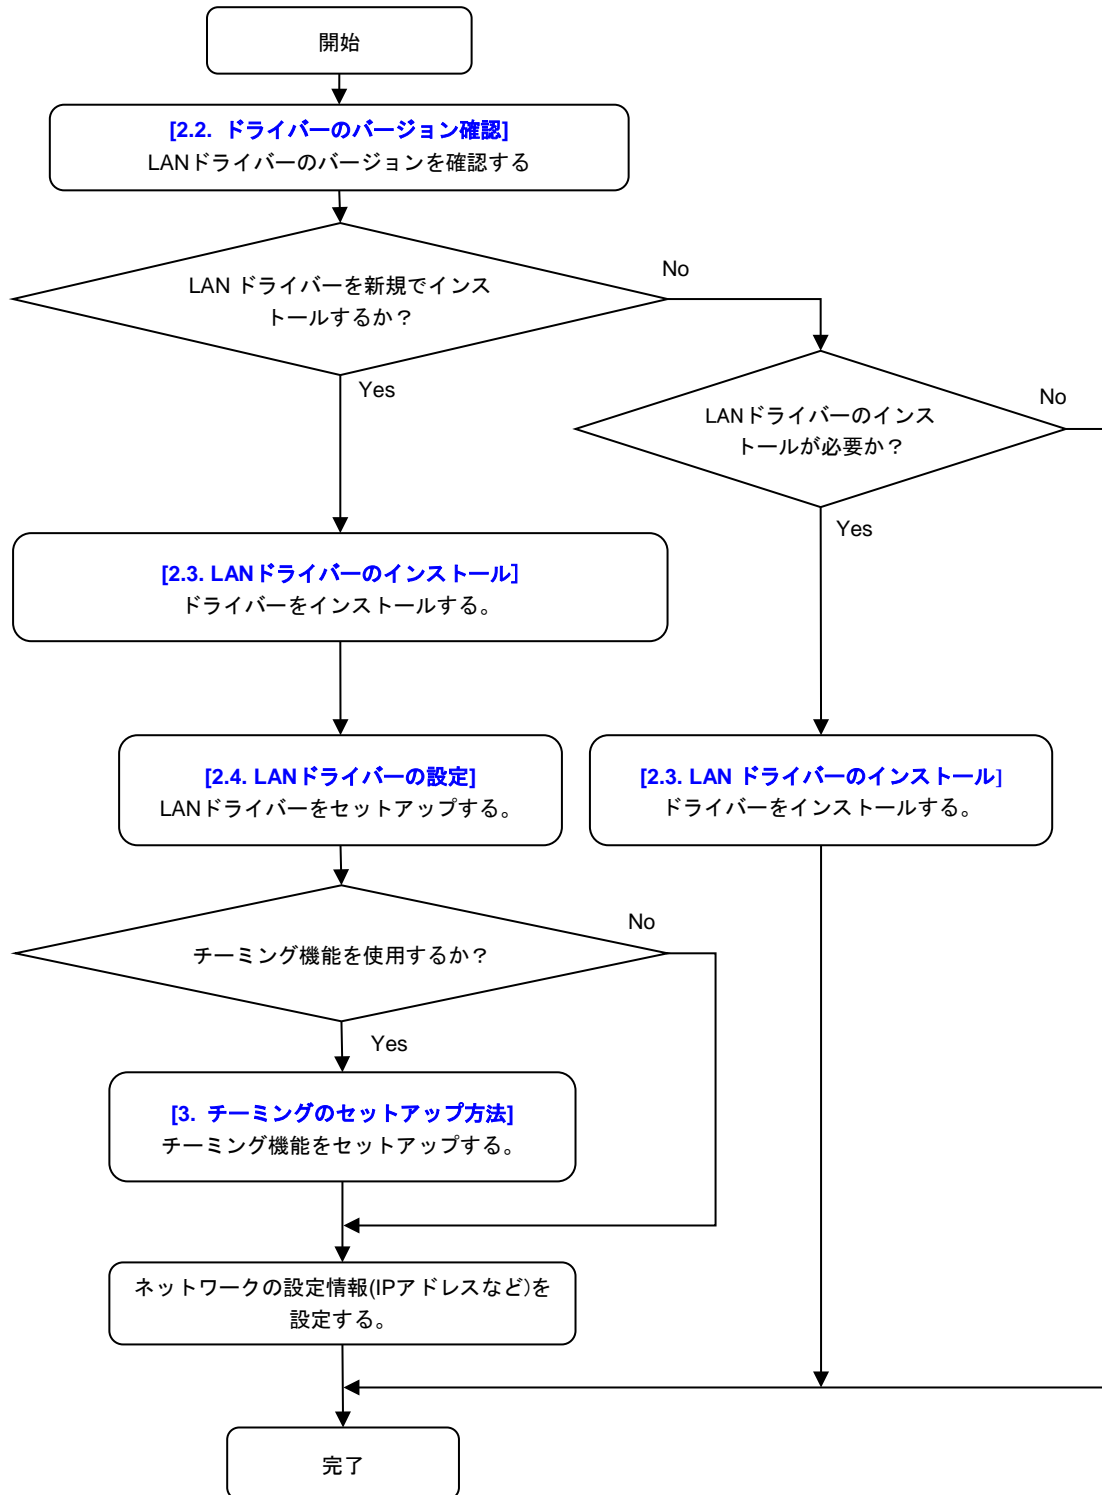 開始
[2.2. ドライバーのバージョン確認]
LANドライバーのバージョンを確認する
LAN ドライバーを新規でインス
トールするか？
No
Yes
LANドライバーのインス
トールが必要か？
No
Yes
[2.3. LANドライバーのインストール]
ドライバーをインストールする。
[2.4. LANドライバーの設定]
LANドライバーをセットアップする。
[2.3. LAN ドライバーのインストール]
ドライバーをインストールする。
チーミング機能を使用するか？
No
Yes
[3. チーミングのセットアップ方法]
チーミング機能をセットアップする。
ネットワークの設定情報(IPアドレスなど)を
設定する。
完了